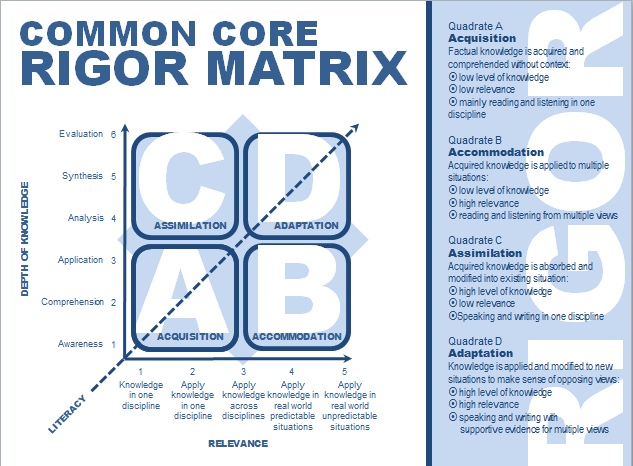 COMMON CORE
RIGOR MATRIX
DEPTH OF KNOWLEDGE
Evaluation 6
Synthesis 5
Analysis 4
Application 3
Comprehension 2
Awareness 1
C
ASSIMILATION
D
ADAPTATION
A
ACQUISITION
B
ACCOMMODATION
LITERACY
1
Knowledge
in one
discipline
2
Apply
knowledge
in one
discipline
3
Apply
knowledge
across
disciplines
4
Apply
knowledge in
real world
predictable
situations
5
Apply
knowledge in
real world
unpredictable
situations
RELEVANCE
RIGOR
Quadrate A
Acquisition
Factual knowledge is acquired and
comprehended without context:
low level of knowledge
low relevance
mainly reading and listening in one
discipline
Quadrate B
Accommodation
Acquired knowledge is applied to multiple
situations:
low level of knowledge
high relevance
reading and listening from multiple views
Quadrate C
Assimilation
Acquired knowledge is absorbed and
modified into existing situation:
high level of knowledge
low relevance
Speaking and writing in one discipline
Quadrate D
Adaptation
Knowledge is applied and modified to new
situations to make sense of opposing views:
high level of knowledge
high relevance
speaking and writing with
supportive evidence for multiple views